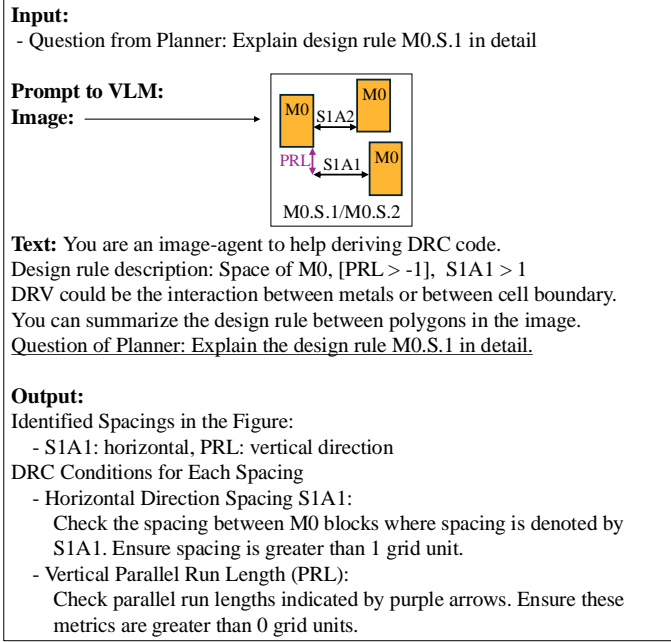 Input:
- Question from Planner: Explain design rule M0.S.1 in detail
Prompt to VLM:
Image:
M0
M0
S1A2
PRL
S1A1
M0
M0.S.1/M0.S.2
Text: You are an image-agent to help deriving DRC code.
Design rule description: Space of M0, [PRL > -1], S1A1 > 1
DRV could be the interaction between metals or between cell boundary.
You can summarize the design rule between polygons in the image.
Question of Planner: Explain the design rule M0.S.1 in detail.
Output:
Identified Spacings in the Figure:
- S1A1: horizontal, PRL: vertical direction
DRC Conditions for Each Spacing
- Horizontal Direction Spacing S1A1:
Check the spacing between M0 blocks where spacing is denoted by
S1A1. Ensure spacing is greater than 1 grid unit.
- Vertical Parallel Run Length (PRL):
Check parallel run lengths indicated by purple arrows. Ensure these
metrics are greater than 0 grid units.